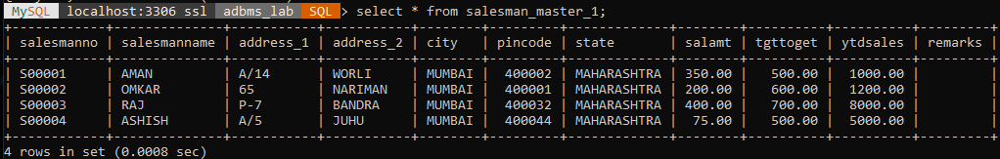 MySQL localhost:3306 ssl adbms_lab SQL > select * from salesman_master_1;
+------------+--------------+-----------+-----------+--------+---------+-------------+--------+----------+----------+---------+
| salesmanno | salesmanname | address_1 | address_2 | city   | pincode | state       | salamt | tgttoget | ytdsales | remarks |
+------------+--------------+-----------+-----------+--------+---------+-------------+--------+----------+----------+---------+
| S00001     | AMAN         | A/14      | WORLI     | MUMBAI |  400002 | MAHARASHTRA | 350.00 |   500.00 |  1000.00 |         |
| S00002     | OMKAR        | 65        | NARIMAN   | MUMBAI |  400001 | MAHARASHTRA | 200.00 |   600.00 |  1200.00 |         |
| S00003     | RAJ          | P-7       | BANDRA    | MUMBAI |  400032 | MAHARASHTRA | 400.00 |   700.00 |  8000.00 |         |
| S00004     | ASHISH       | A/5       | JUHU      | MUMBAI |  400044 | MAHARASHTRA |  75.00 |   500.00 |  5000.00 |         |
+------------+--------------+-----------+-----------+--------+---------+-------------+--------+----------+----------+---------+
4 rows in set (0.0008 sec)